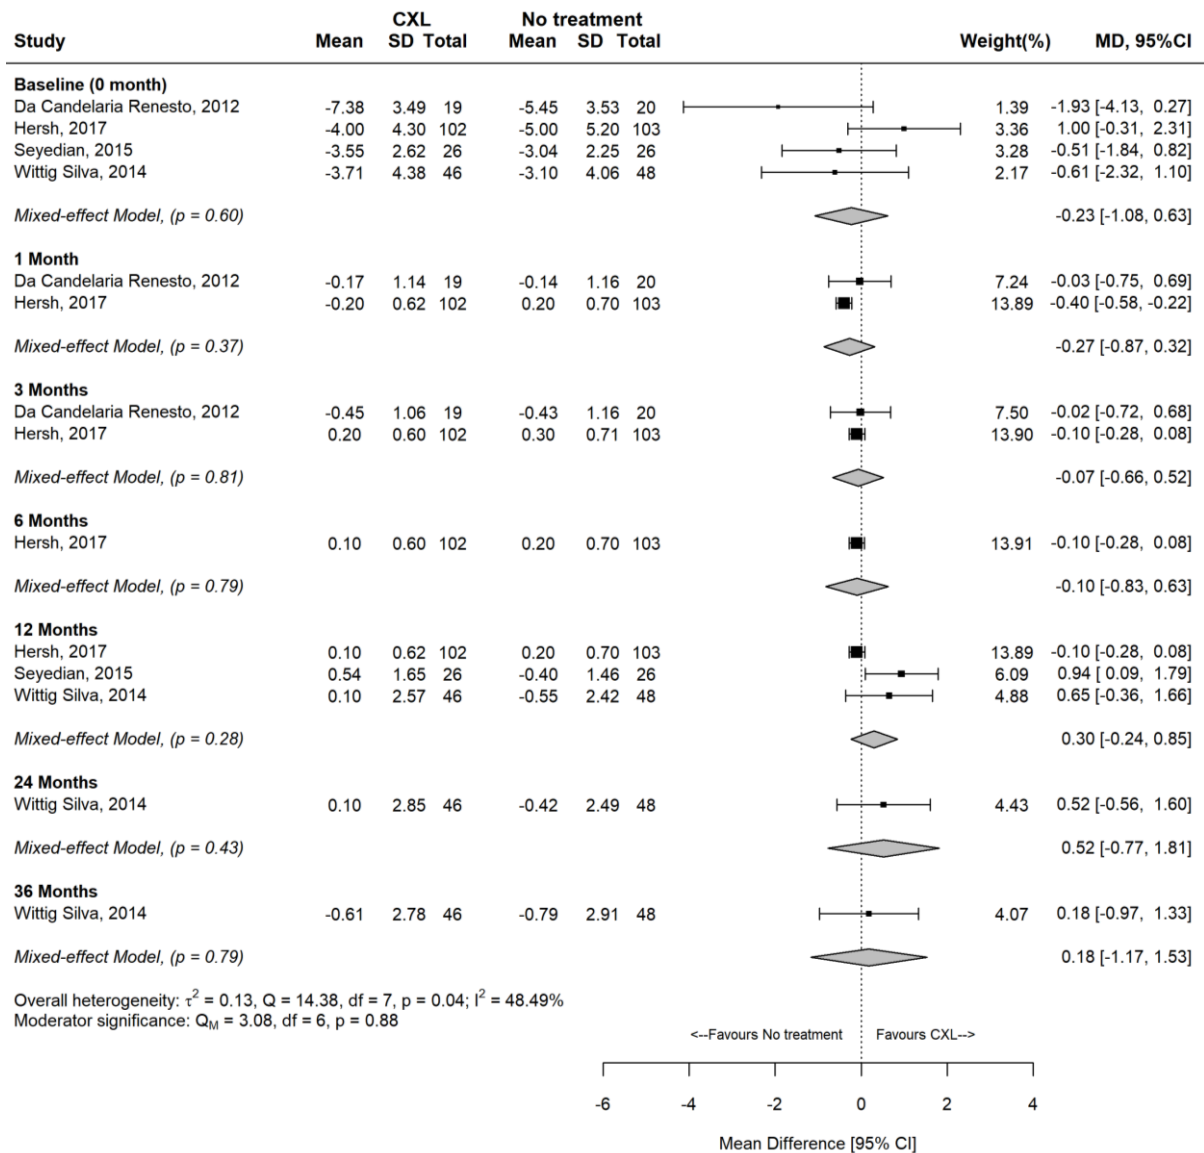 CXL No treatment
Study Mean SD Total Mean SD Total Weight(%) MD, 95%CI
Baseline (0 month)
Da Candelaria Renesto, 2012 -7.38 3.49 19 -5.45 3.53 20 1.39 -1.93 [-4.13, 0.27]
Hersh, 2017 -4.00 4.30 102 -5.00 5.20 103 3.36 1.00 [-0.31, 2.31]
Seyedian, 2015 -3.55 2.62 26 -3.04 2.25 26 3.28 -0.51 [-1.84, 0.82]
Wittig Silva, 2014 -3.71 4.38 46 -3.10 4.06 48 2.17 -0.61 [-2.32, 1.10]
Mixed-effect Model, (p = 0.60) -0.23 [-1.08, 0.63]
1 Month
Da Candelaria Renesto, 2012 -0.17 1.14 19 -0.14 1.16 20 7.24 -0.03 [-0.75, 0.69]
Hersh, 2017 -0.20 0.62 102 0.20 0.70 103 13.89 -0.40 [-0.58, -0.22]
Mixed-effect Model, (p = 0.37) -0.27 [-0.87, 0.32]
3 Months
Da Candelaria Renesto, 2012 -0.45 1.06 19 -0.43 1.16 20 7.50 -0.02 [-0.72, 0.68]
Hersh, 2017 0.20 0.60 102 0.30 0.71 103 13.90 -0.10 [-0.28, 0.08]
Mixed-effect Model, (p = 0.81) -0.07 [-0.66, 0.52]
6 Months
Hersh, 2017 0.10 0.60 102 0.20 0.70 103 13.91 -0.10 [-0.28, 0.08]
Mixed-effect Model, (p = 0.79) -0.10 [-0.83, 0.63]
12 Months
Hersh, 2017 0.10 0.62 102 0.20 0.70 103 13.89 -0.10 [-0.28, 0.08]
Seyedian, 2015 0.54 1.65 26 -0.40 1.46 26 6.09 0.94 [ 0.09, 1.79]
Wittig Silva, 2014 0.10 2.57 46 -0.55 2.42 48 4.88 0.65 [-0.36, 1.66]
Mixed-effect Model, (p = 0.28) 0.30 [-0.24, 0.85]
24 Months
Wittig Silva, 2014 0.10 2.85 46 -0.42 2.49 48 4.43 0.52 [-0.56, 1.60]
Mixed-effect Model, (p = 0.43) 0.52 [-0.77, 1.81]
36 Months
Wittig Silva, 2014 -0.61 2.78 46 -0.79 2.91 48 4.07 0.18 [-0.97, 1.33]
Mixed-effect Model, (p = 0.79) 0.18 [-1.17, 1.53]
Overall heterogeneity: τ² = 0.13, Q = 14.38, df = 7, p = 0.04; I² = 48.49%
Moderator significance: Q_M = 3.08, df = 6, p = 0.88
<--Favours No treatment Favours CXL-->
-6 -4 -2 0 2 4
Mean Difference [95% CI]